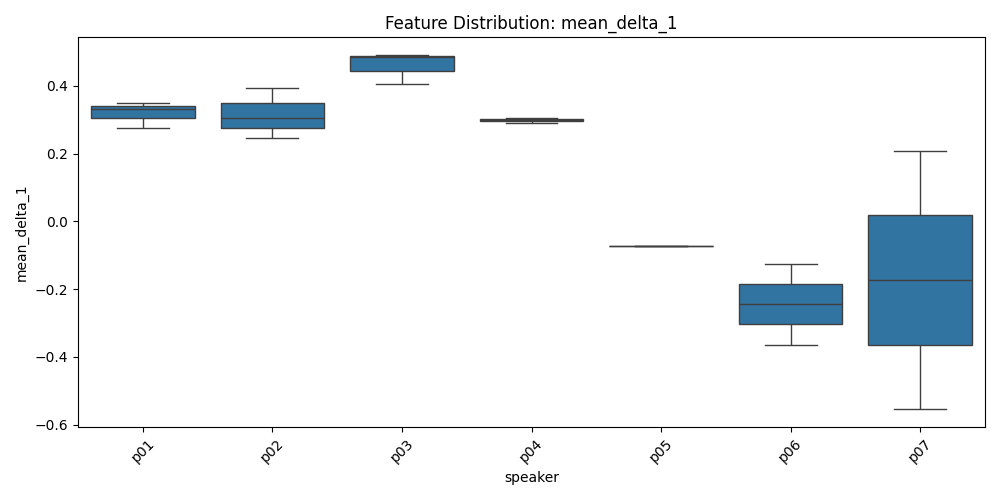 Feature Distribution: mean_delta_1
mean_delta_1
0.4
0.2
0.0
−0.2
−0.4
−0.6
p01 p02 p03 p04 p05 p06 p07
speaker